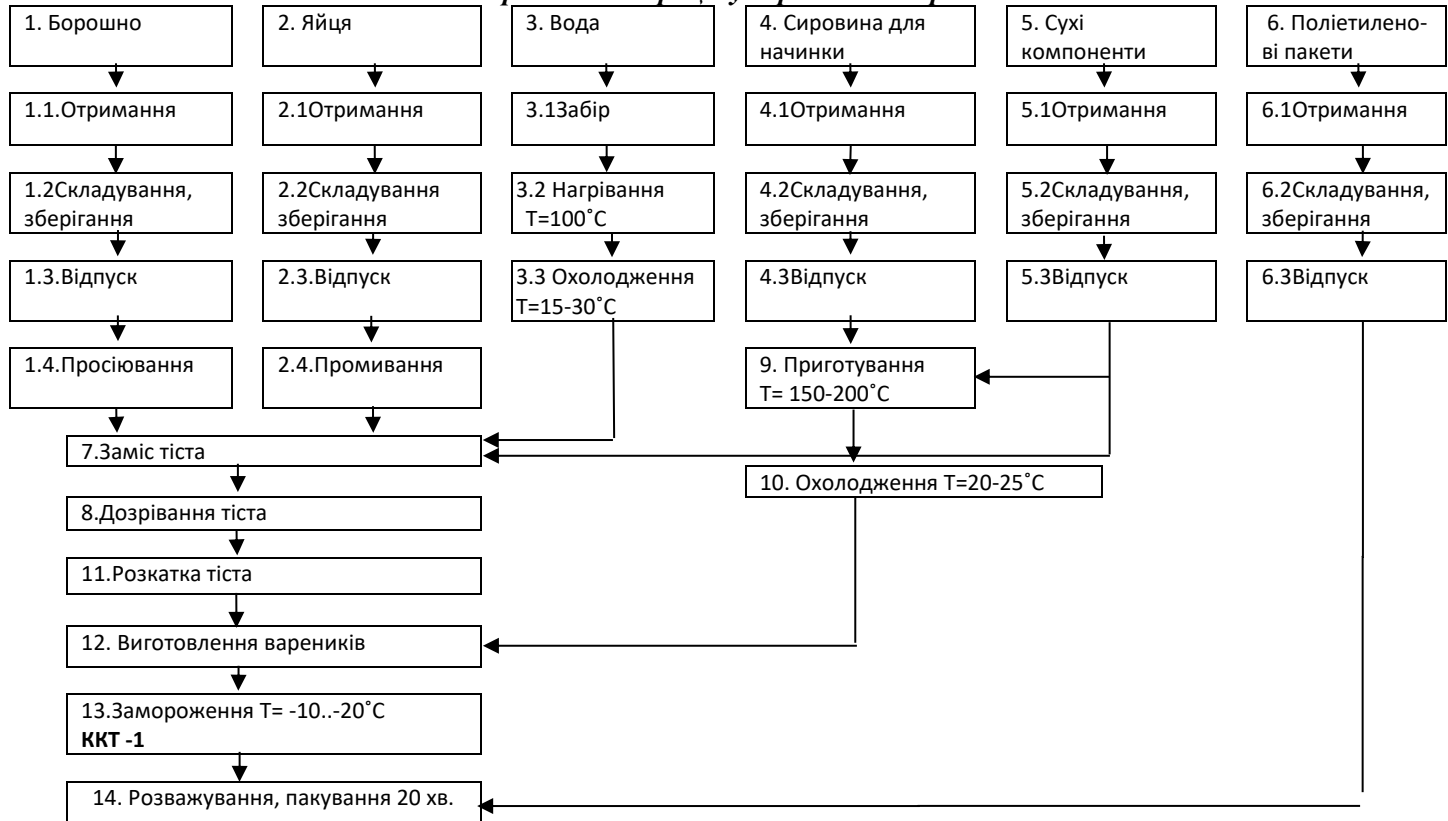 1. Борошно
2. Яйця
3. Вода
4. Сировина для
начинки
5. Сухі
компоненти
6. Поліетилено-
ві пакети
1.1.Отримання
2.1Отримання
3.1Забір
4.1Отримання
5.1Отримання
6.1Отримання
1.2Складування,
зберігання
2.2Складування
зберігання
3.2 Нагрівання
Т=100˚С
4.2Складування,
зберігання
5.2Складування,
зберігання
6.2Складування,
зберігання
1.3.Відпуск
2.3.Відпуск
3.3 Охолодження
Т=15-30˚С
4.3Відпуск
5.3Відпуск
6.3Відпуск
1.4.Просіювання
2.4.Промивання
9. Приготування
Т= 150-200˚С
7.Заміс тіста
10. Охолодження Т=20-25˚С
8.Дозрівання тіста
11.Розкатка тіста
12. Виготовлення вареників
13.Замороження Т= -10..-20˚С
ККТ -1
14. Розважування, пакування 20 хв.